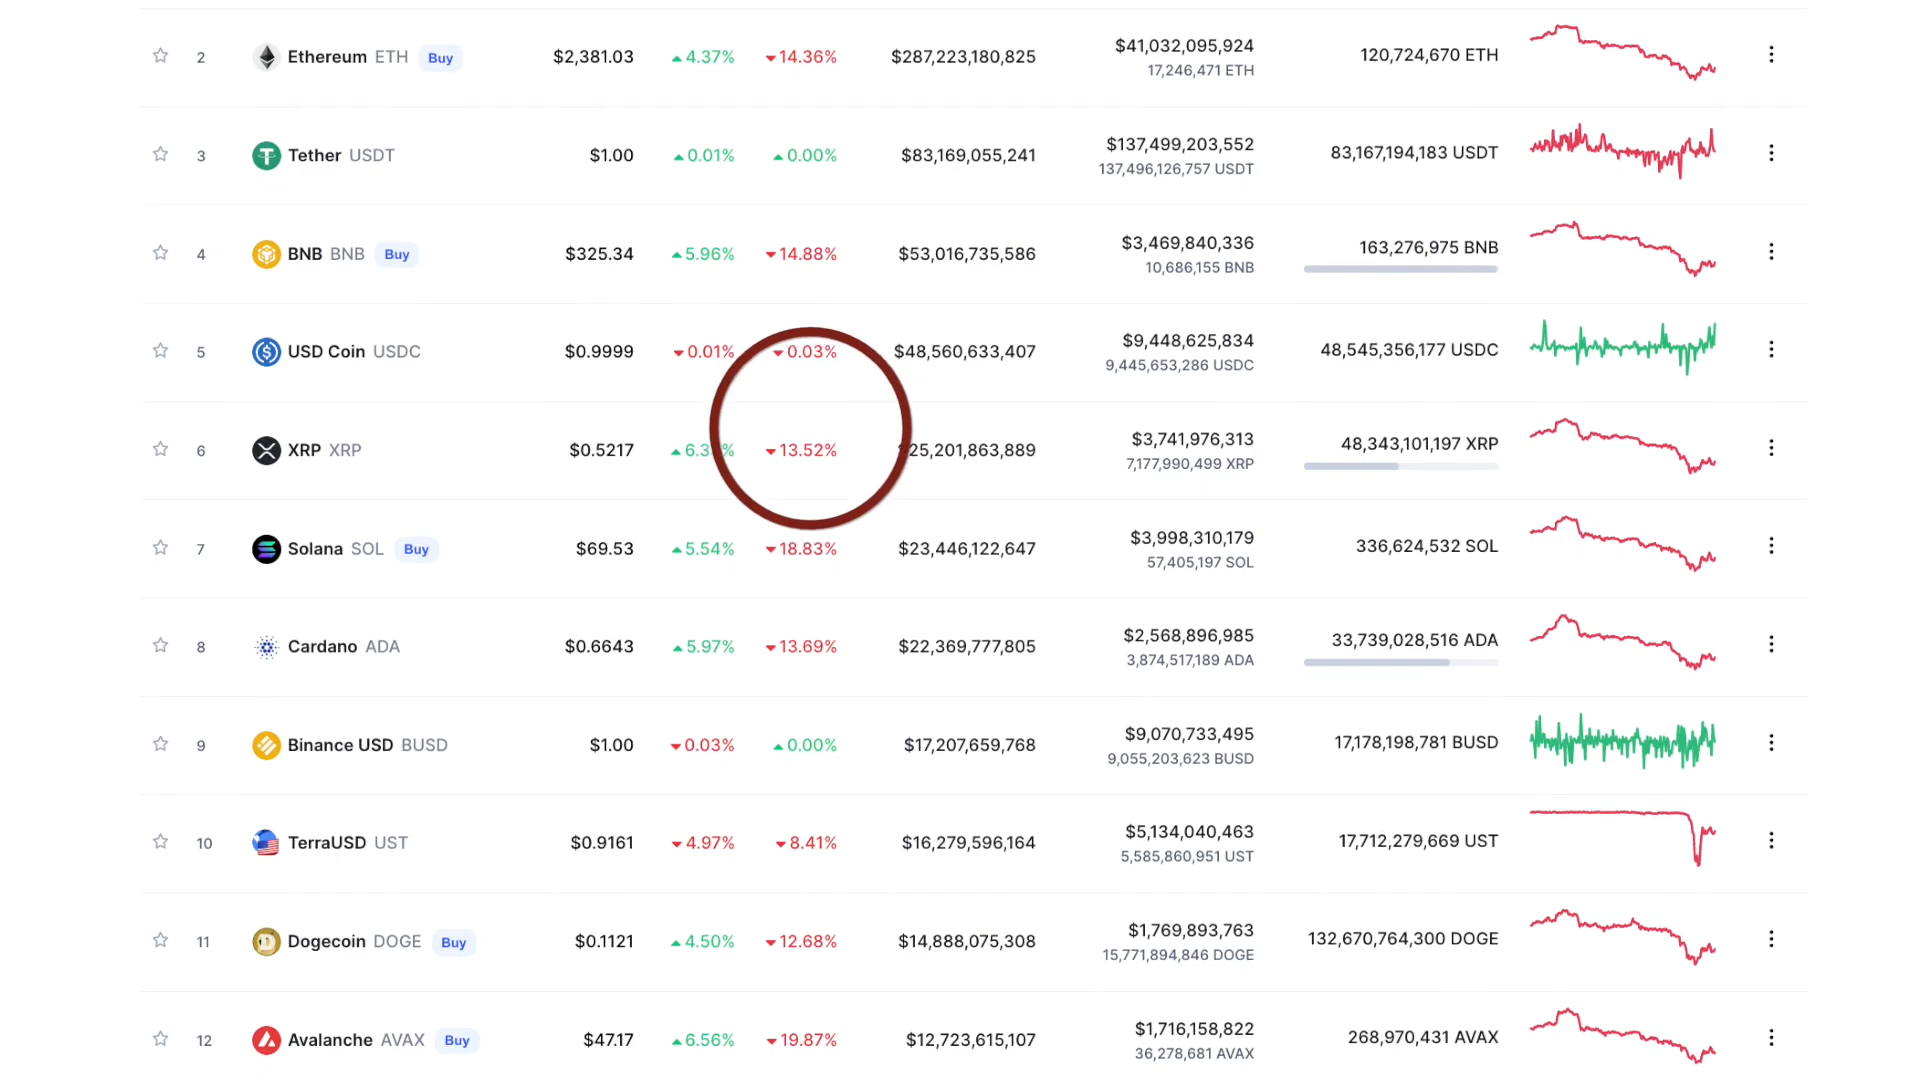 2 Ethereum ETH Buy $2,381.03 4.37% 14.36% $287,223,180,825 $41,032,095,924 120,724,670 ETH
17,246,471 ETH
3 Tether USDT $1.00 0.01% 0.00% $83,169,055,241 $137,499,203,552 83,167,194,183 USDT
137,496,126,757 USDT
4 BNB BNB Buy $325.34 5.96% 14.88% $53,016,735,586 $3,469,840,336 163,276,975 BNB
10,686,155 BNB
5 USD Coin USDC $0.9999 0.01% 0.03% $48,560,633,407 $9,448,625,834 48,545,356,177 USDC
9,445,653,286 USDC
6 XRP XRP $0.5217 13.52% 25,201,863,889 $3,741,976,313 48,343,101,197 XRP
7,177,990,499 XRP
7 Solana SOL Buy $69.53 5.54% 18.83% $23,446,122,647 $3,998,310,179 336,624,532 SOL
57,405,197 SOL
8 Cardano ADA $0.6643 5.97% 13.69% $22,369,777,805 $2,568,896,985 33,739,028,516 ADA
3,874,517,189 ADA
9 Binance USD BUSD $1.00 0.03% 0.00% $17,207,659,768 $9,070,733,495 17,178,198,781 BUSD
9,055,203,623 BUSD
10 TerraUSD UST $0.9161 4.97% 8.41% $16,279,596,164 $5,134,040,463 17,712,279,669 UST
5,585,860,951 UST
11 Dogecoin DOGE Buy $0.1121 4.50% 12.68% $14,888,075,308 $1,769,893,763 132,670,764,300 DOGE
15,771,894,846 DOGE
12 Avalanche AVAX Buy $47.17 6.56% 19.87% $12,723,615,107 $1,716,158,822 268,970,431 AVAX
36,278,681 AVAX